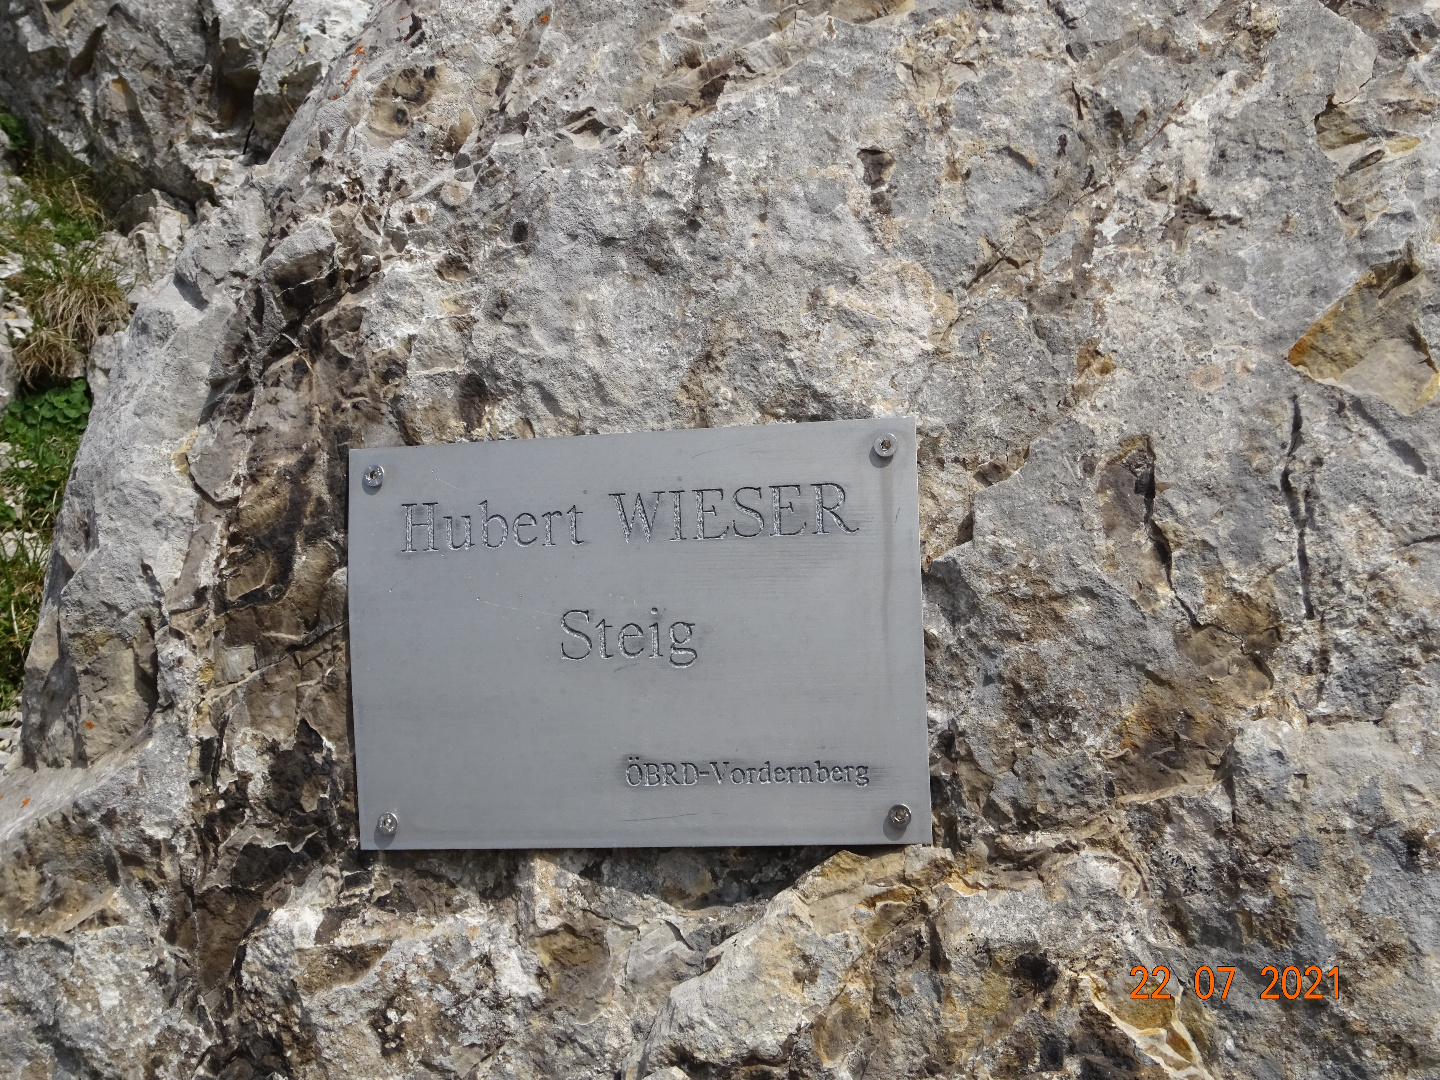 Hubert WIESER
Steig
ÖBRD-Vordernberg
22 07 2021